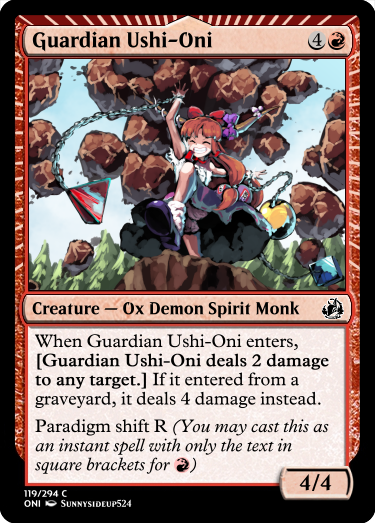 Guardian Ushi-Oni 4
Creature — Ox Demon Spirit Monk
When Guardian Ushi-Oni enters,
[Guardian Ushi-Oni deals 2 damage
to any target.] If it entered from a
graveyard, it deals 4 damage instead.
Paradigm shift R (You may cast this as
an instant spell with only the text in
square brackets for )
4/4
119/294 C
ONI Sunnysideup524